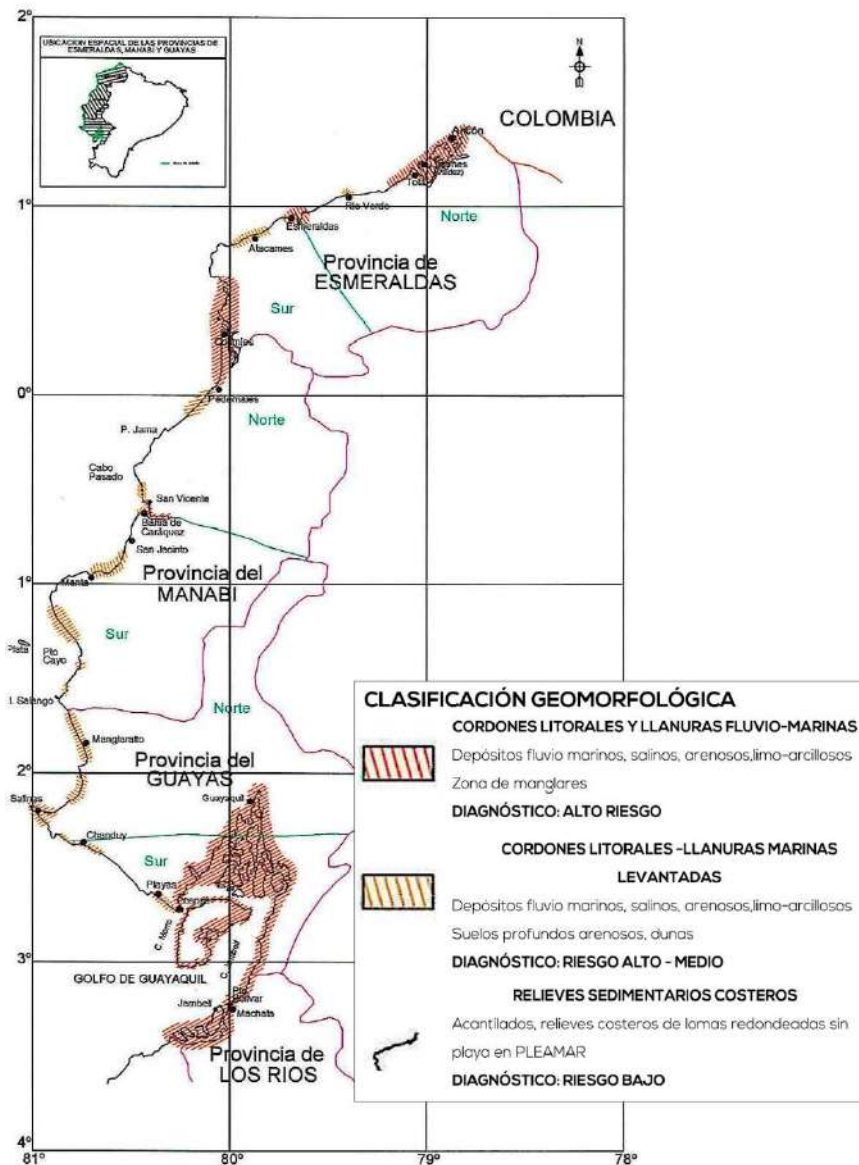 2°
UBICACION ESPACIAL DE LAS PROVINCIAS DE
ESMERALDAS, MANABI Y GUAYAS
N
COLOMBIA
Ancón
Tola
1°
Rio Verde
Norte
Esmeraldas
Atacames
Provincia de
ESMERALDAS
Sur
Cojimíes
0°
Pedernales
Norte
P. Jama
Cabo
Pasado
San Vicente
Bahía de
Caráquez
San Jacinto
Provincia del
MANABI
Manta
1°
Sur
Plata
Pto
Cayo
I. Salango
Norte
Manglaralto
Provincia del
GUAYAS
2°
Guayaquil
Salinas
Chanduy
Sur
Playas
C. Morro
C. Jambelí
3°
GOLFO DE GUAYAQUIL
Jambelí
Bolívar
Machala
Provincia de
LOS RIOS
4°
81°
80°
79°
78°
CLASIFICACIÓN GEOMORFOLÓGICA
CORDONES LITORALES Y LLANURAS FLUVIO-MARINAS
Depósitos fluvio marinos, salinos, arenosos,limo-arcillosos
Zona de manglares
DIAGNÓSTICO: ALTO RIESGO
CORDONES LITORALES -LLANURAS MARINAS
LEVANTADAS
Depósitos fluvio marinos, salinos, arenosos,limo-arcillosos
Suelos profundos arenosos, dunas
DIAGNÓSTICO: RIESGO ALTO - MEDIO
RELIEVES SEDIMENTARIOS COSTEROS
Acantilados, relieves costeros de lomas redondeadas sin
playa en PLEAMAR
DIAGNÓSTICO: RIESGO BAJO